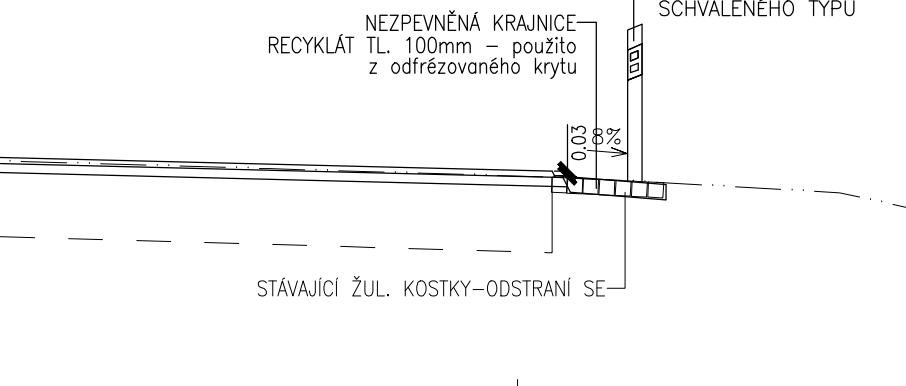 SCHVÁLENÉHO TYPU
NEZPEVNĚNÁ KRAJNICE
RECYKLÁT TL. 100mm – použito
z odfrézovaného krytu
0.03
8%
STÁVAJÍCÍ ŽUL. KOSTKY–ODSTRANÍ SE